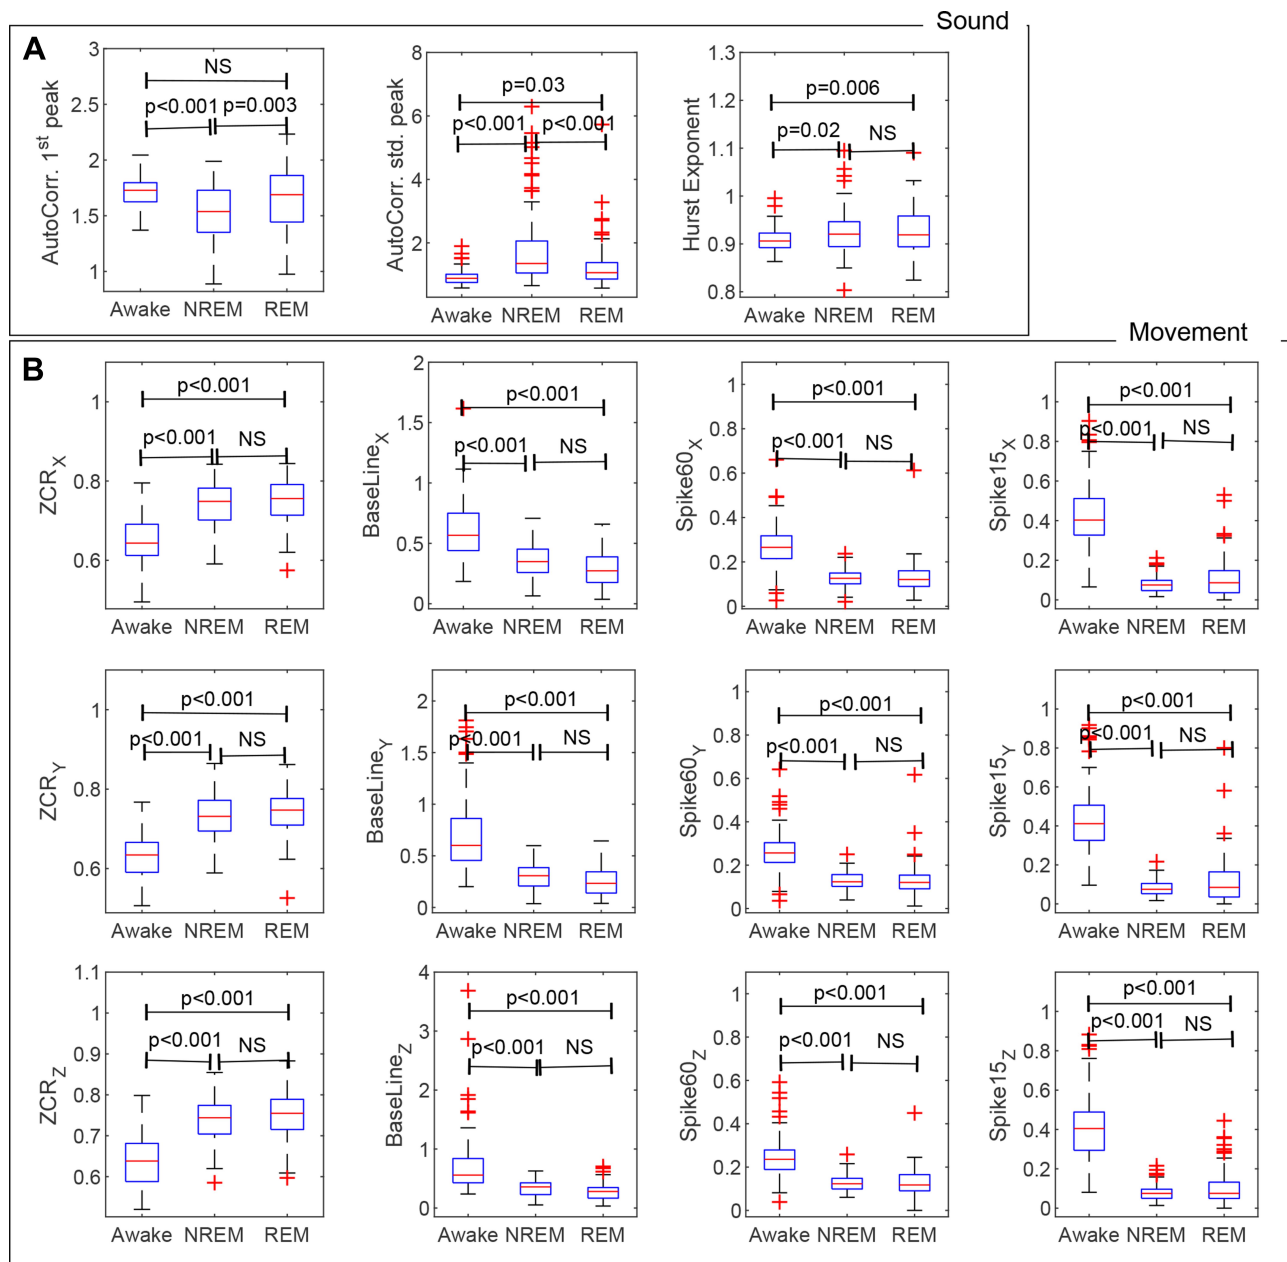 Sound
A
AutoCorr. 1st peak
3
2.5
2
1.5
1
NS
p<0.001
p=0.003
Awake NREM REM
AutoCorr. std. peak
8
6
4
2
p=0.03
p<0.001
p<0.001
Awake NREM REM
Hurst Exponent
1.3
1.2
1.1
1
0.9
0.8
p=0.006
p=0.02
NS
Awake NREM REM
Movement
B
ZCRX
1
0.8
0.6
p<0.001
p<0.001
NS
Awake NREM REM
BaseLineX
2
1.5
1
0.5
0
p<0.001
p<0.001
NS
Awake NREM REM
Spike60X
1
0.8
0.6
0.4
0.2
0
p<0.001
p<0.001
NS
Awake NREM REM
Spike15X
1
0.8
0.6
0.4
0.2
0
p<0.001
p<0.001
NS
Awake NREM REM
ZCRY
1
0.8
0.6
p<0.001
p<0.001
NS
Awake NREM REM
BaseLineY
2
1.5
1
0.5
0
p<0.001
p<0.001
NS
Awake NREM REM
Spike60Y
1
0.8
0.6
0.4
0.2
0
p<0.001
p<0.001
NS
Awake NREM REM
Spike15Y
1
0.8
0.6
0.4
0.2
0
p<0.001
p<0.001
NS
Awake NREM REM
ZCRZ
1.1
1
0.9
0.8
0.7
0.6
p<0.001
p<0.001
NS
Awake NREM REM
BaseLineZ
4
3
2
1
0
p<0.001
p<0.001
NS
Awake NREM REM
Spike60Z
1
0.8
0.6
0.4
0.2
0
p<0.001
p<0.001
NS
Awake NREM REM
Spike15Z
1
0.8
0.6
0.4
0.2
0
p<0.001
p<0.001
NS
Awake NREM REM